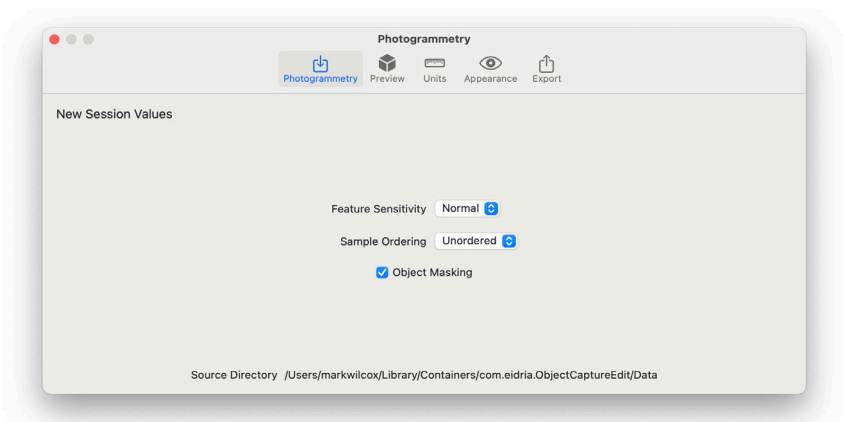 Photogrammetry
Photogrammetry Preview Units Appearance Export
New Session Values
Feature Sensitivity Normal
Sample Ordering Unordered
Object Masking
Source Directory /Users/markwilcox/Library/Containers/com.eidria.ObjectCaptureEdit/Data